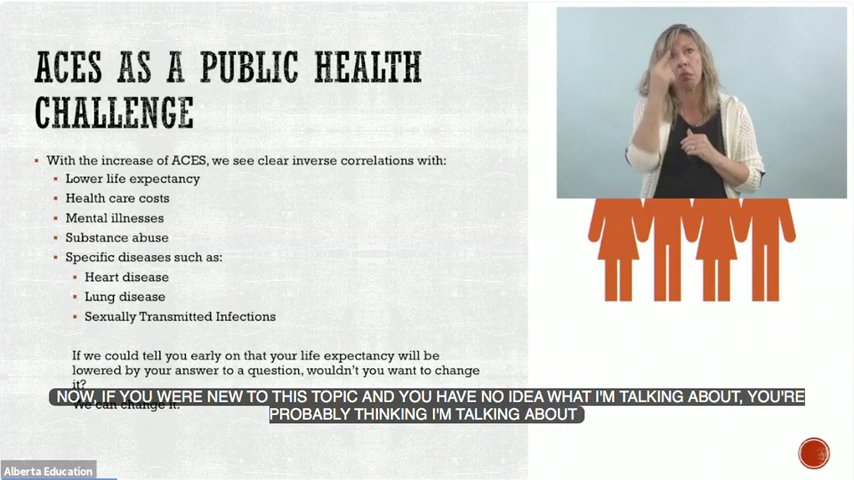 ACES AS A PUBLIC HEALTH
CHALLENGE
▪ With the increase of ACES, we see clear inverse correlations with:
▪ Lower life expectancy
▪ Health care costs
▪ Mental illnesses
▪ Substance abuse
▪ Specific diseases such as:
▪ Heart disease
▪ Lung disease
▪ Sexually Transmitted Infections
If we could tell you early on that your life expectancy will be
lowered by your answer to a question, wouldn't you want to change
it?
We can change it.
NOW, IF YOU WERE NEW TO THIS TOPIC AND YOU HAVE NO IDEA WHAT I'M TALKING ABOUT, YOU'RE
PROBABLY THINKING I'M TALKING ABOUT
Alberta Education